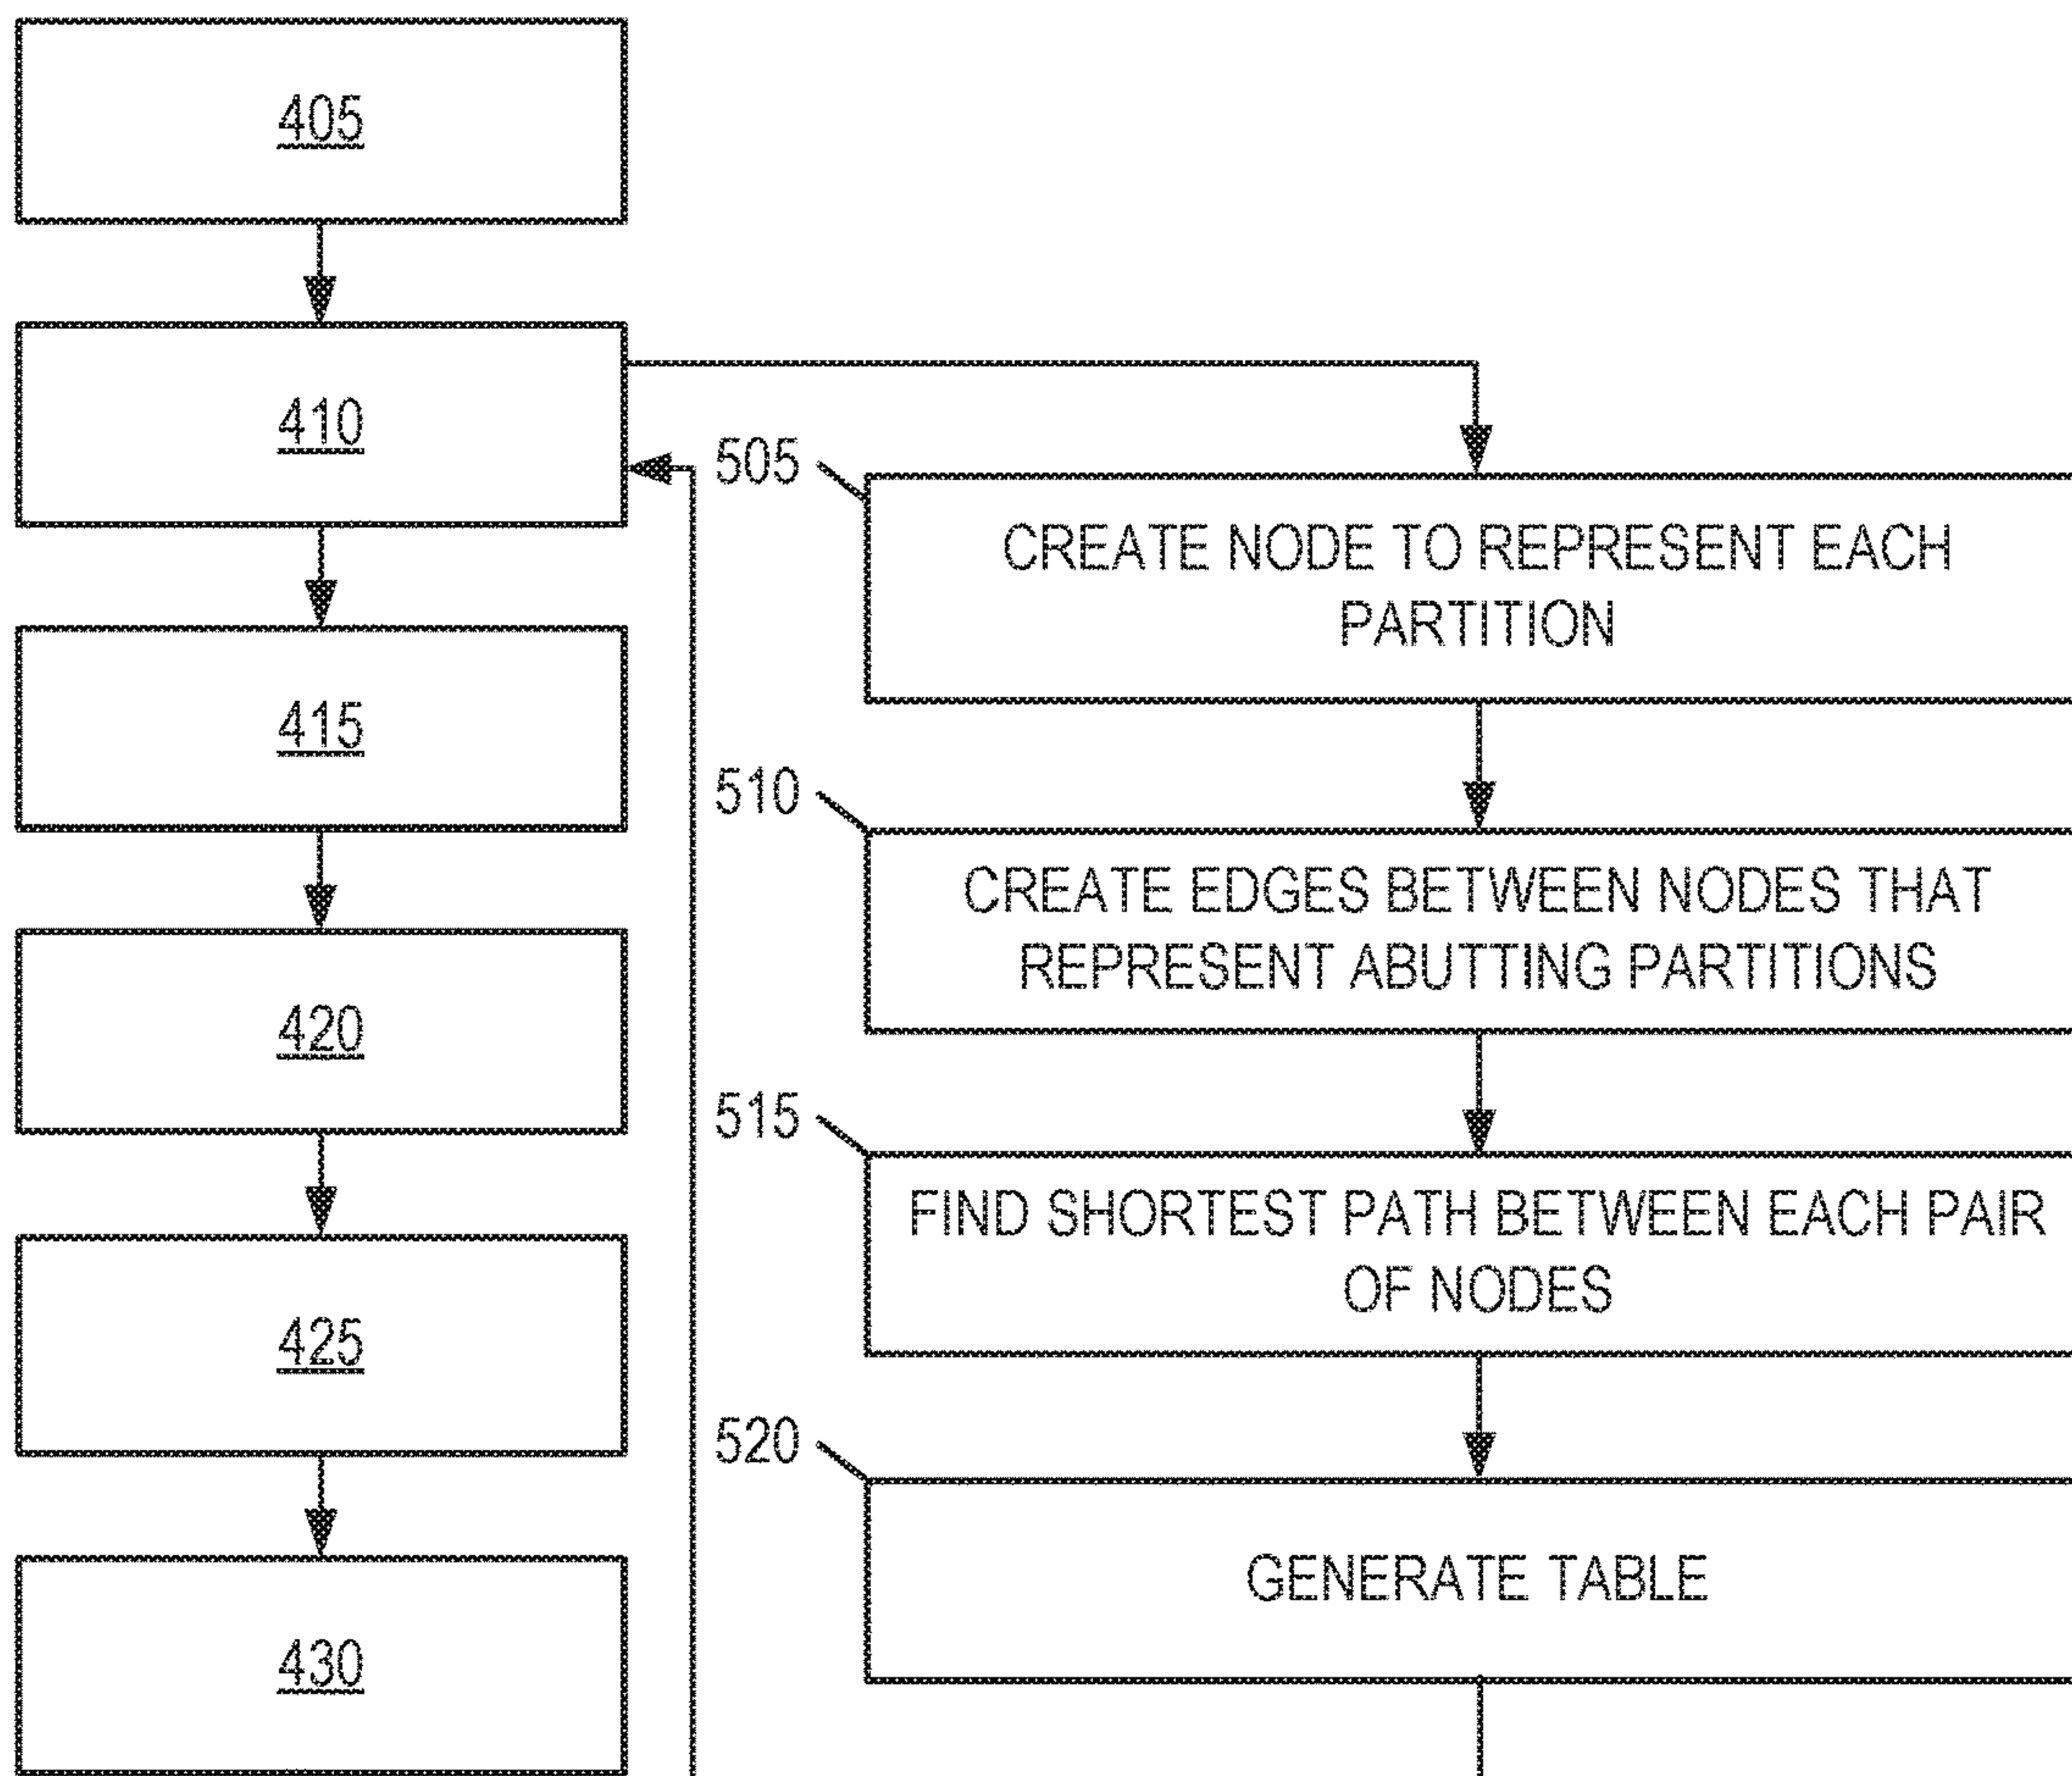 405
410
415
420
425
430
505
CREATE NODE TO REPRESENT EACH
PARTITION
510
CREATE EDGES BETWEEN NODES THAT
REPRESENT ABUTTING PARTITIONS
515
FIND SHORTEST PATH BETWEEN EACH PAIR
OF NODES
520
GENERATE TABLE